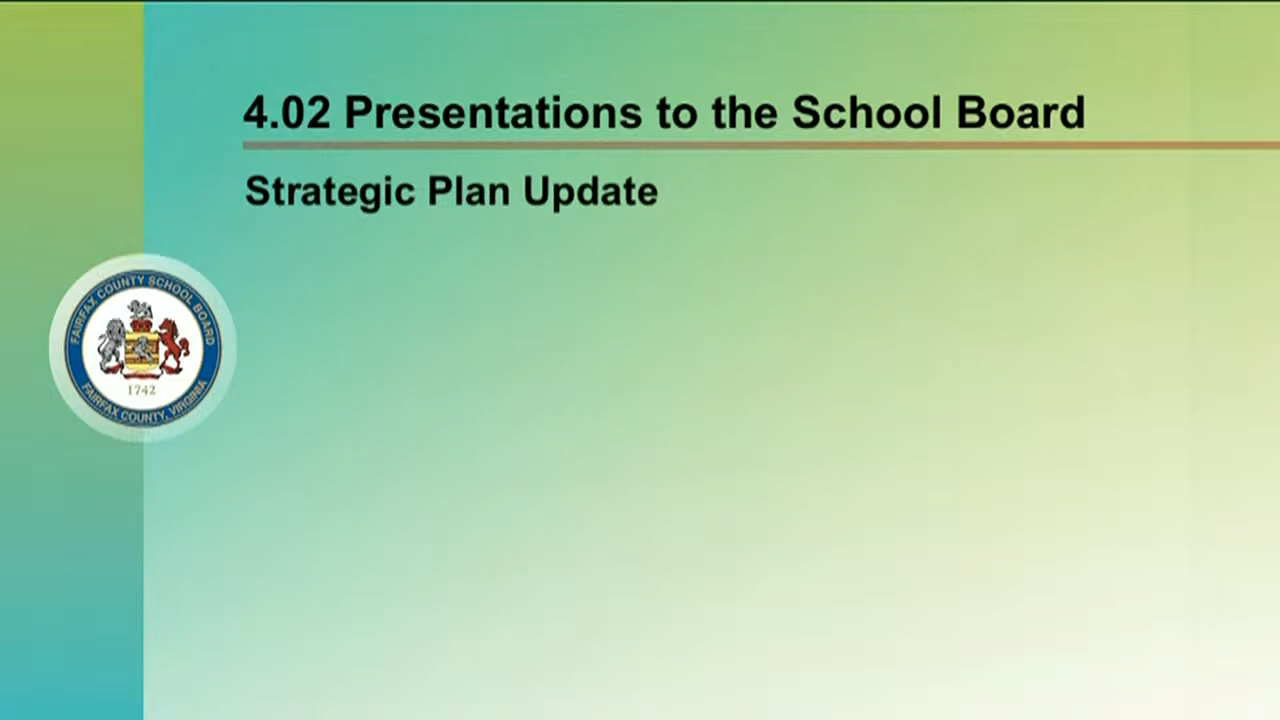 4.02 Presentations to the School Board
Strategic Plan Update
FAIRFAX COUNTY SCHOOL BOARD
1742
FAIRFAX COUNTY, VIRGINIA